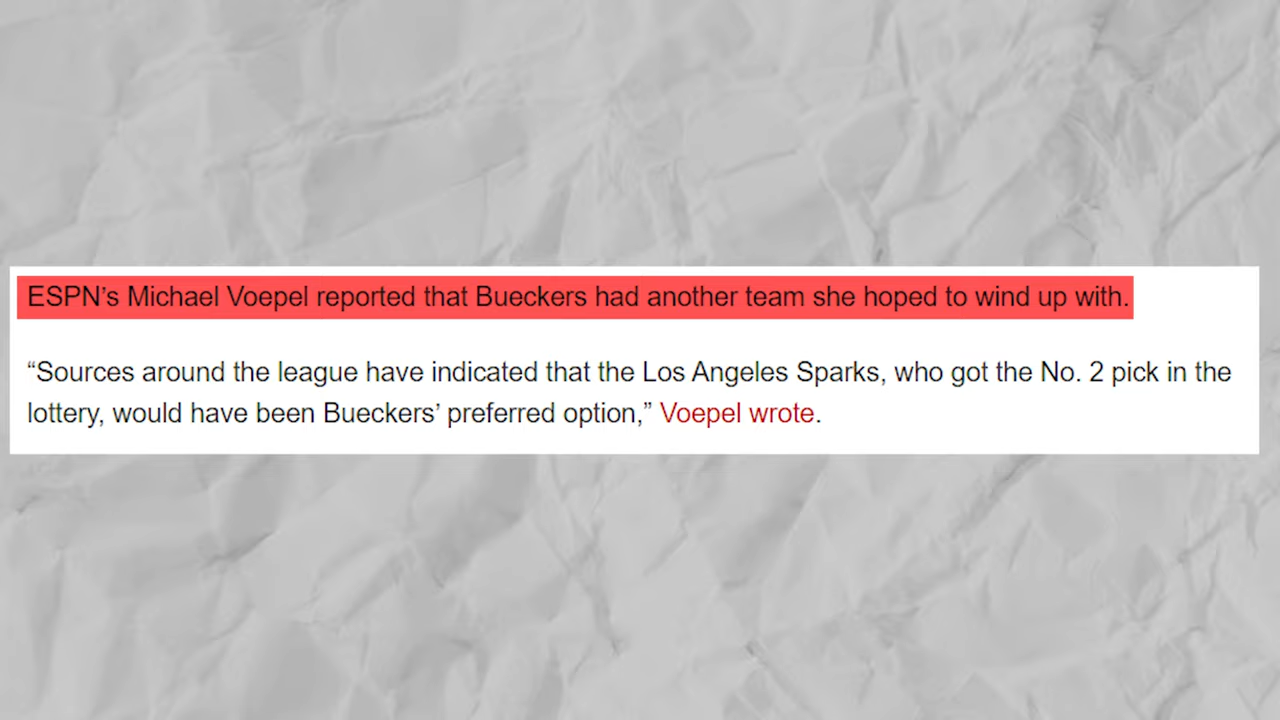 ESPN’s Michael Voepel reported that Bueckers had another team she hoped to wind up with.
“Sources around the league have indicated that the Los Angeles Sparks, who got the No. 2 pick in the
lottery, would have been Bueckers’ preferred option,” Voepel wrote.